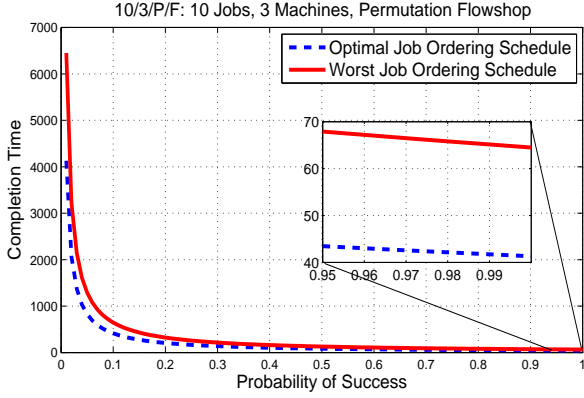 10/3/P/F: 10 Jobs, 3 Machines, Permutation Flowshop
7000
6000
5000
4000
3000
2000
1000
0
Completion Time
Optimal Job Ordering Schedule
Worst Job Ordering Schedule
70
60
50
40
0.95 0.96 0.97 0.98 0.99
0 0.1 0.2 0.3 0.4 0.5 0.6 0.7 0.8 0.9 1
Probability of Success